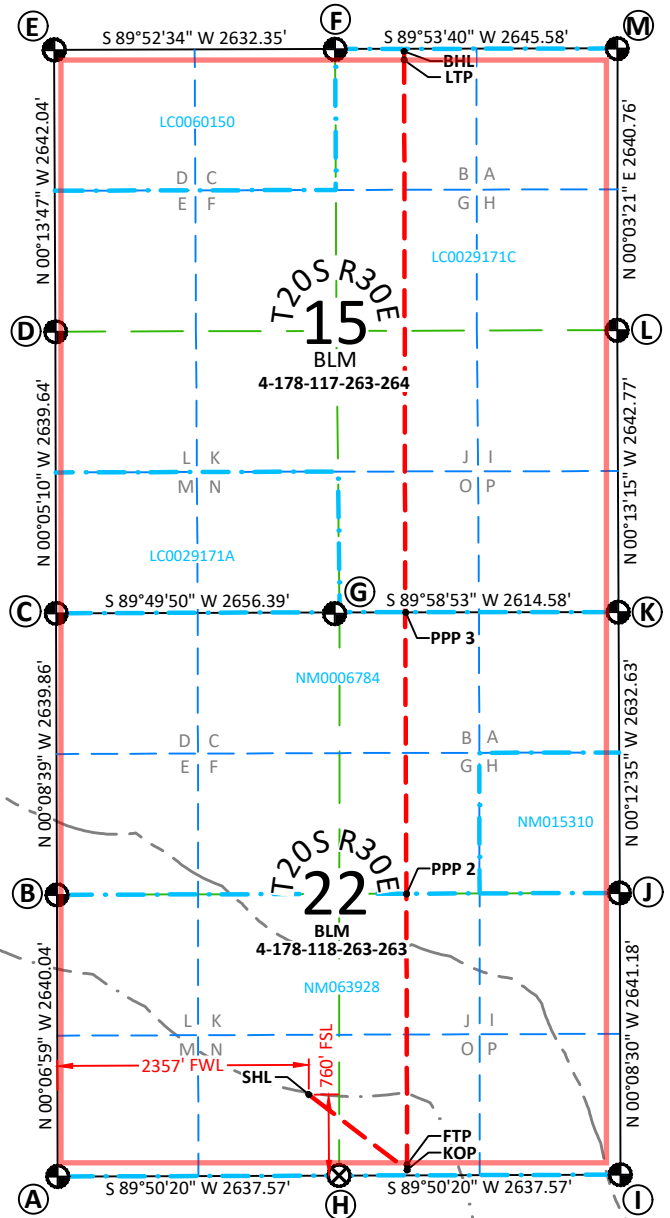 E
S 89°52'34" W 2632.35'
F
S 89°53'40" W 2645.58'
M
BHL
LTP
LC0060150
N 00°13'47" W 2642.04'
N 00°03'21" E 2640.76'
D C
E F
B A
G H
LC0029171C
T20S R30E
15
BLM
4-178-117-263-264
D
L
N 00°05'10" W 2639.64'
N 00°13'15" W 2642.77'
L K
M N
J I
O P
LC0029171A
C
S 89°49'50" W 2656.39'
G
S 89°58'53" W 2614.58'
K
PPP 3
NM0006784
N 00°08'39" W 2639.86'
N 00°12'35" W 2632.63'
D C
E F
B A
G H
NM015310
T20S R30E
22
BLM
4-178-118-263-263
PPP 2
B
J
NM063928
N 00°06'59" W 2640.04'
N 00°08'30" W 2641.18'
L K
M N
J I
O P
2357' FWL
760' FSL
SHL
FTP
KOP
A
S 89°50'20" W 2637.57'
H
S 89°50'20" W 2637.57'
I